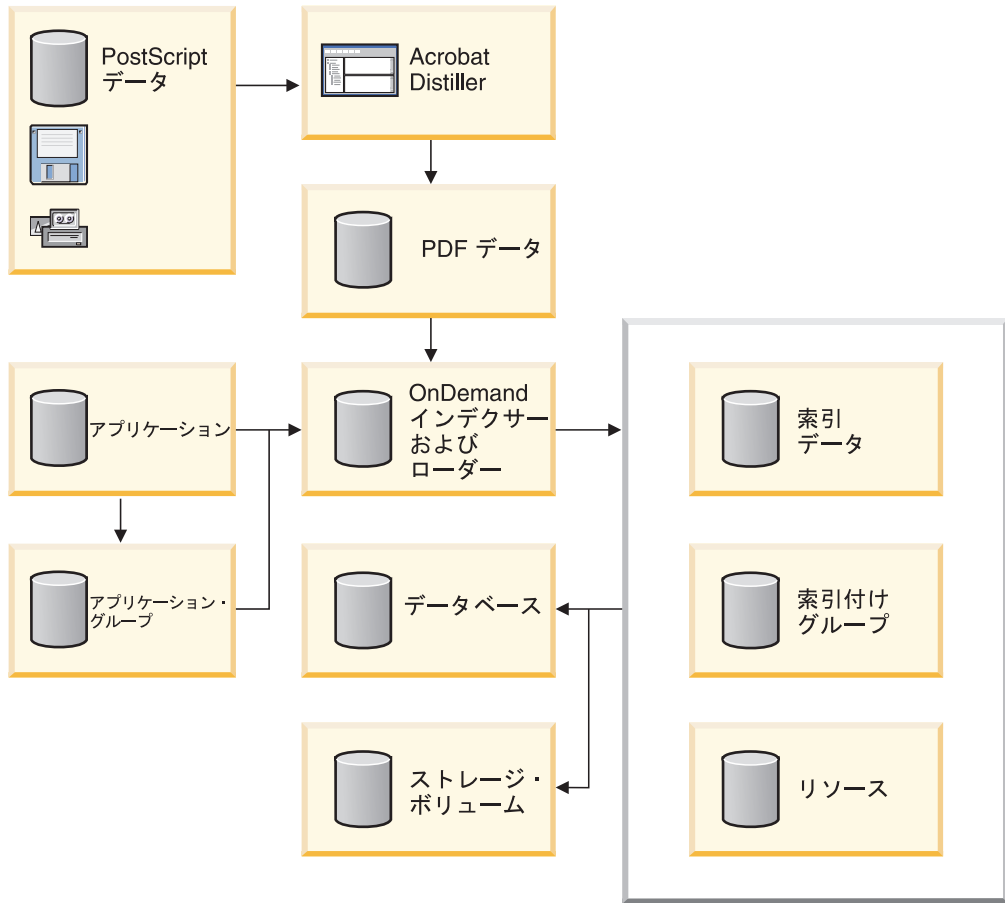 PostScript
データ
Acrobat
Distiller
PDF データ
アプリケーション
OnDemand
インデクサー
および
ローダー
索引
データ
アプリケーション・
グループ
データベース
索引付け
グループ
ストレージ・
ボリューム
リソース